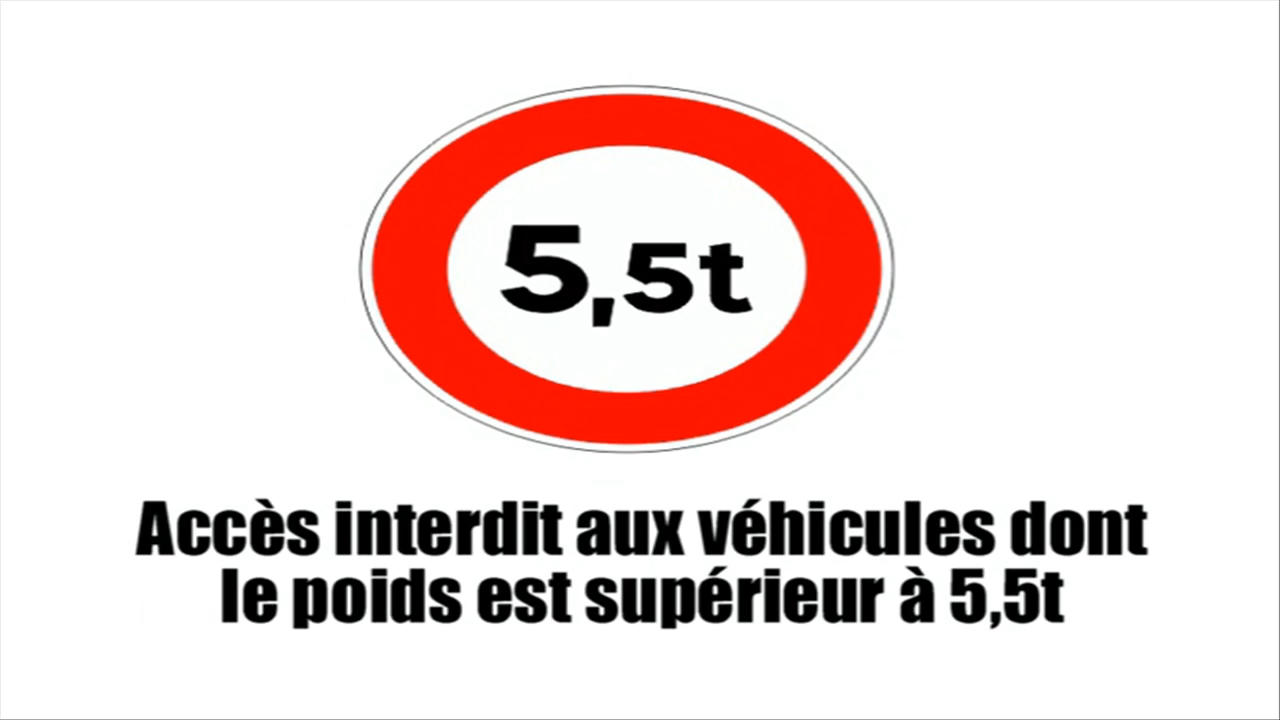 5,5t
Accès interdit aux véhicules dont
le poids est supérieur à 5,5t